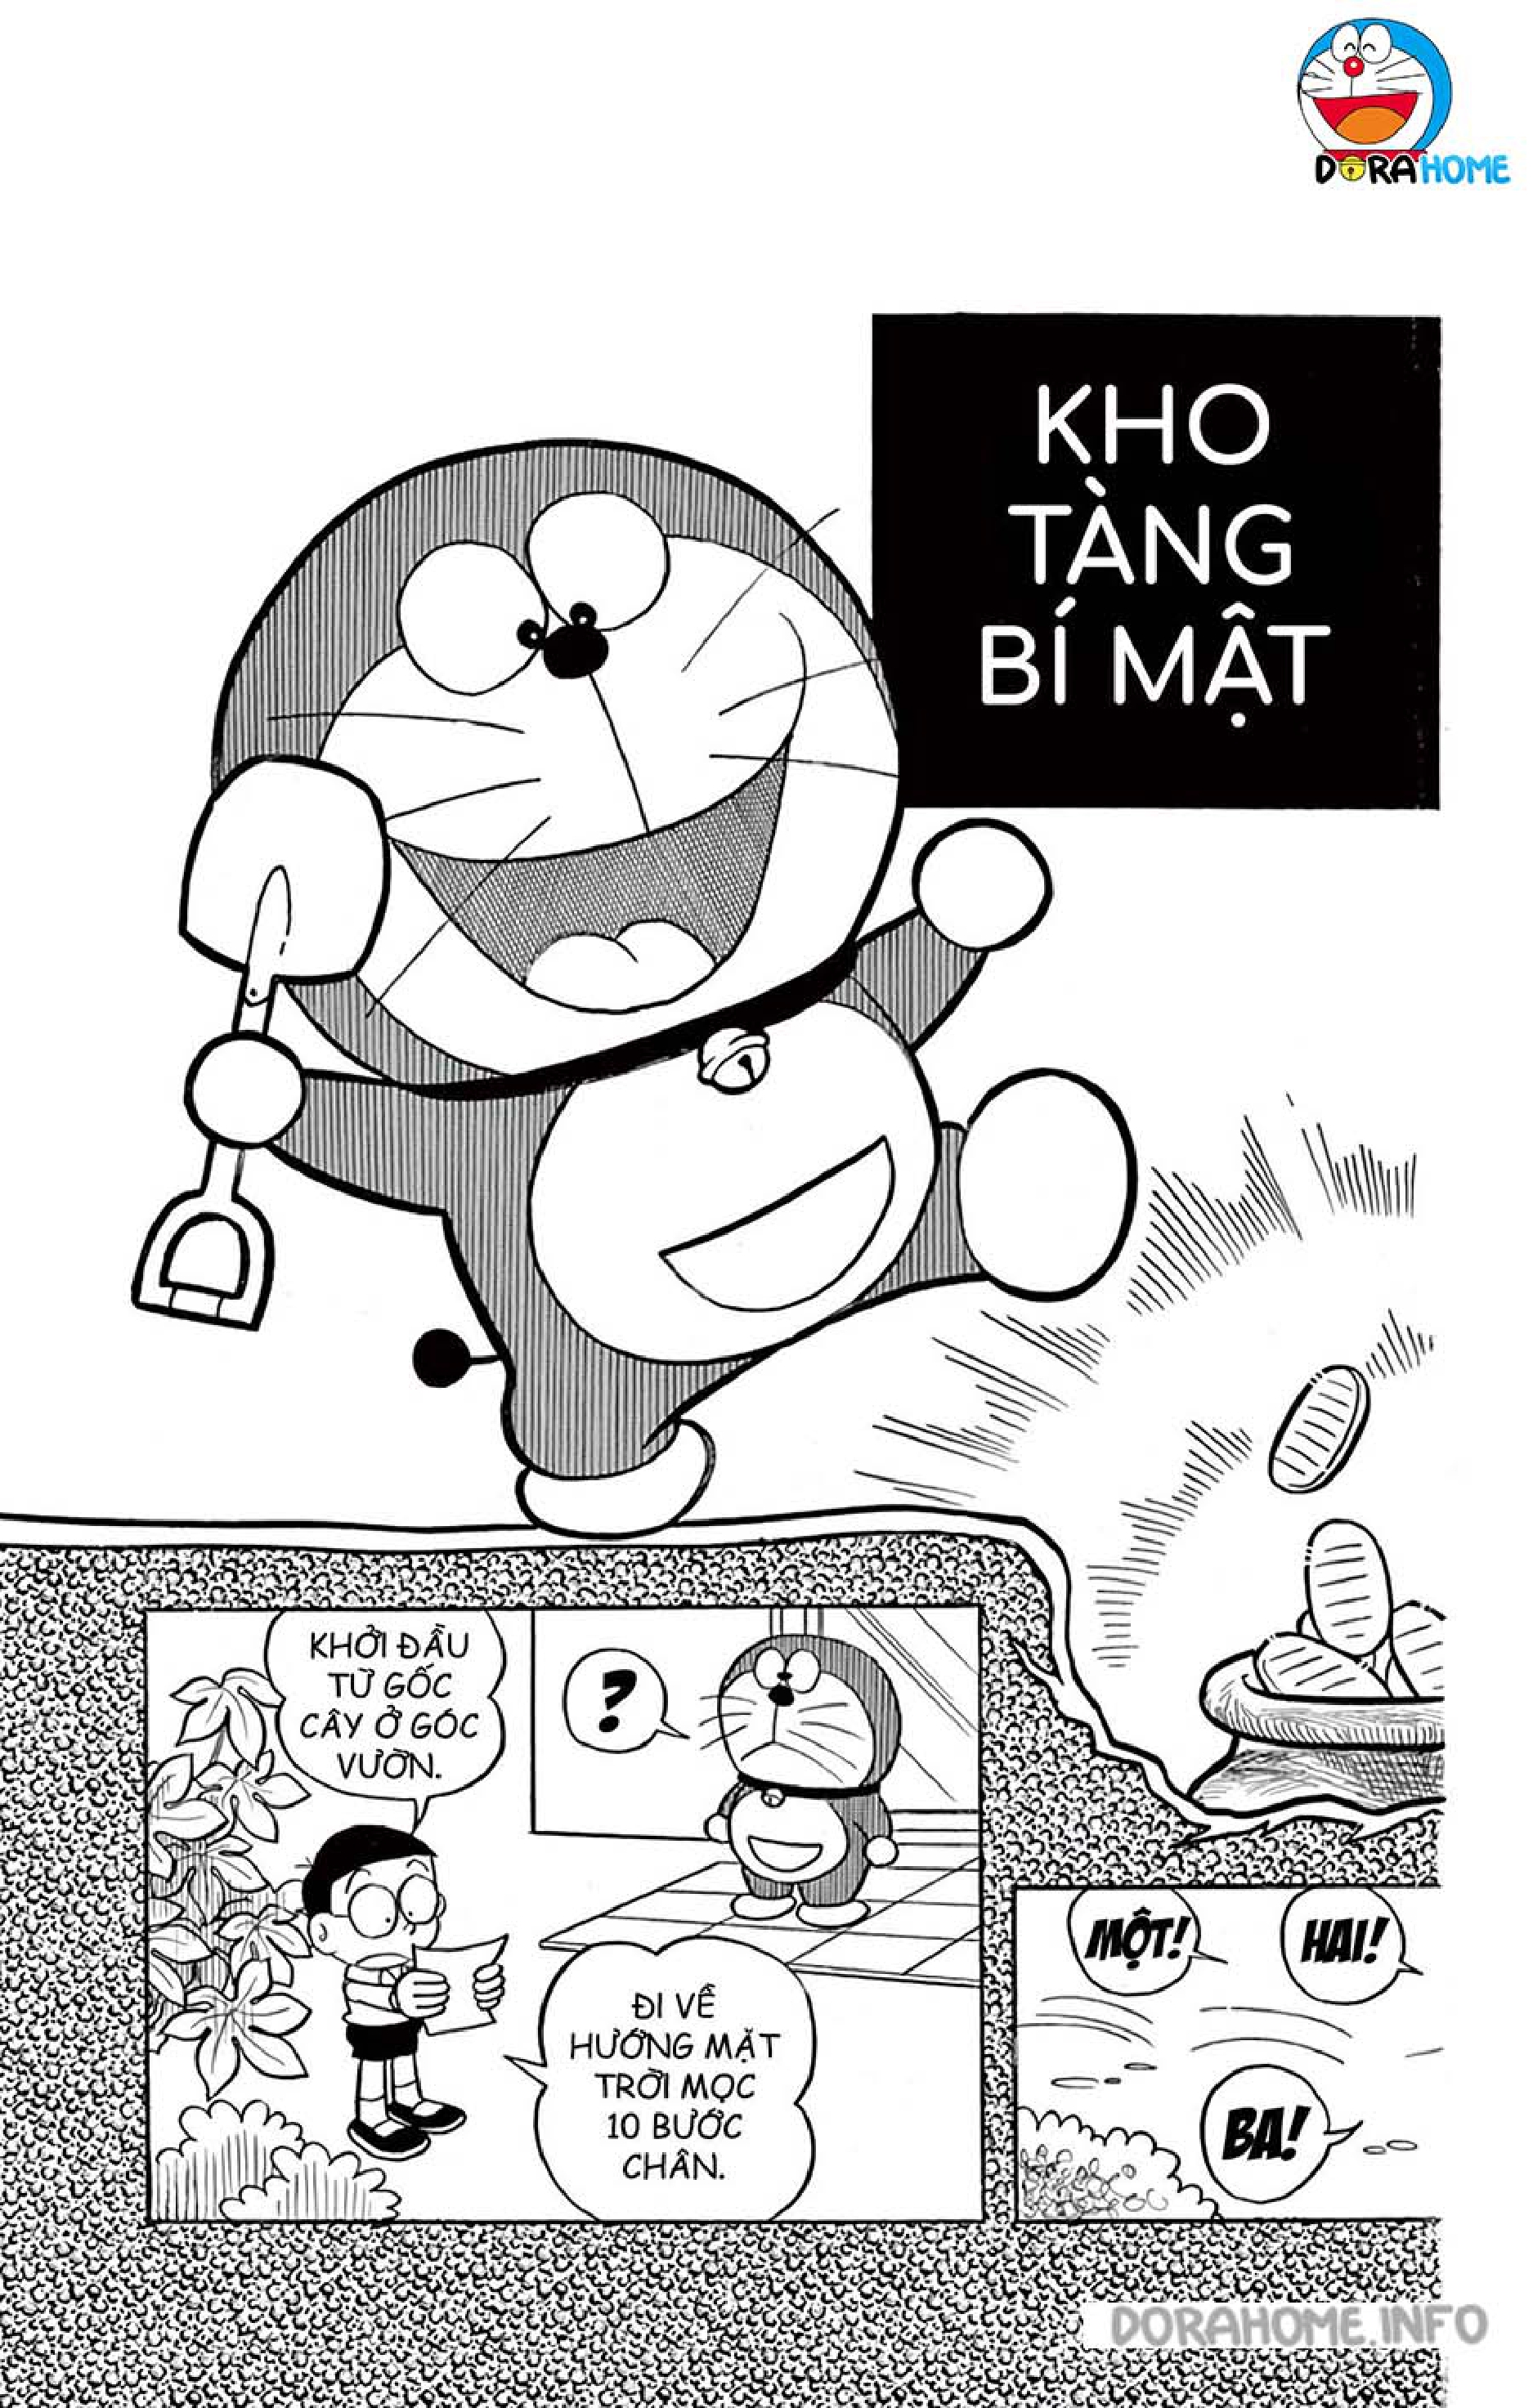 DORAHOME
KHO
TÀNG
BÍ MẬT
KHỞI ĐẦU
TỪ GỐC
CÂY Ở GÓC
VƯỜN.
?
ĐI VỀ
HƯỚNG MẶT
TRỜI MỌC
10 BƯỚC
CHÂN.
MỘT!
HAI!
BA!
DORAHOME.INFO